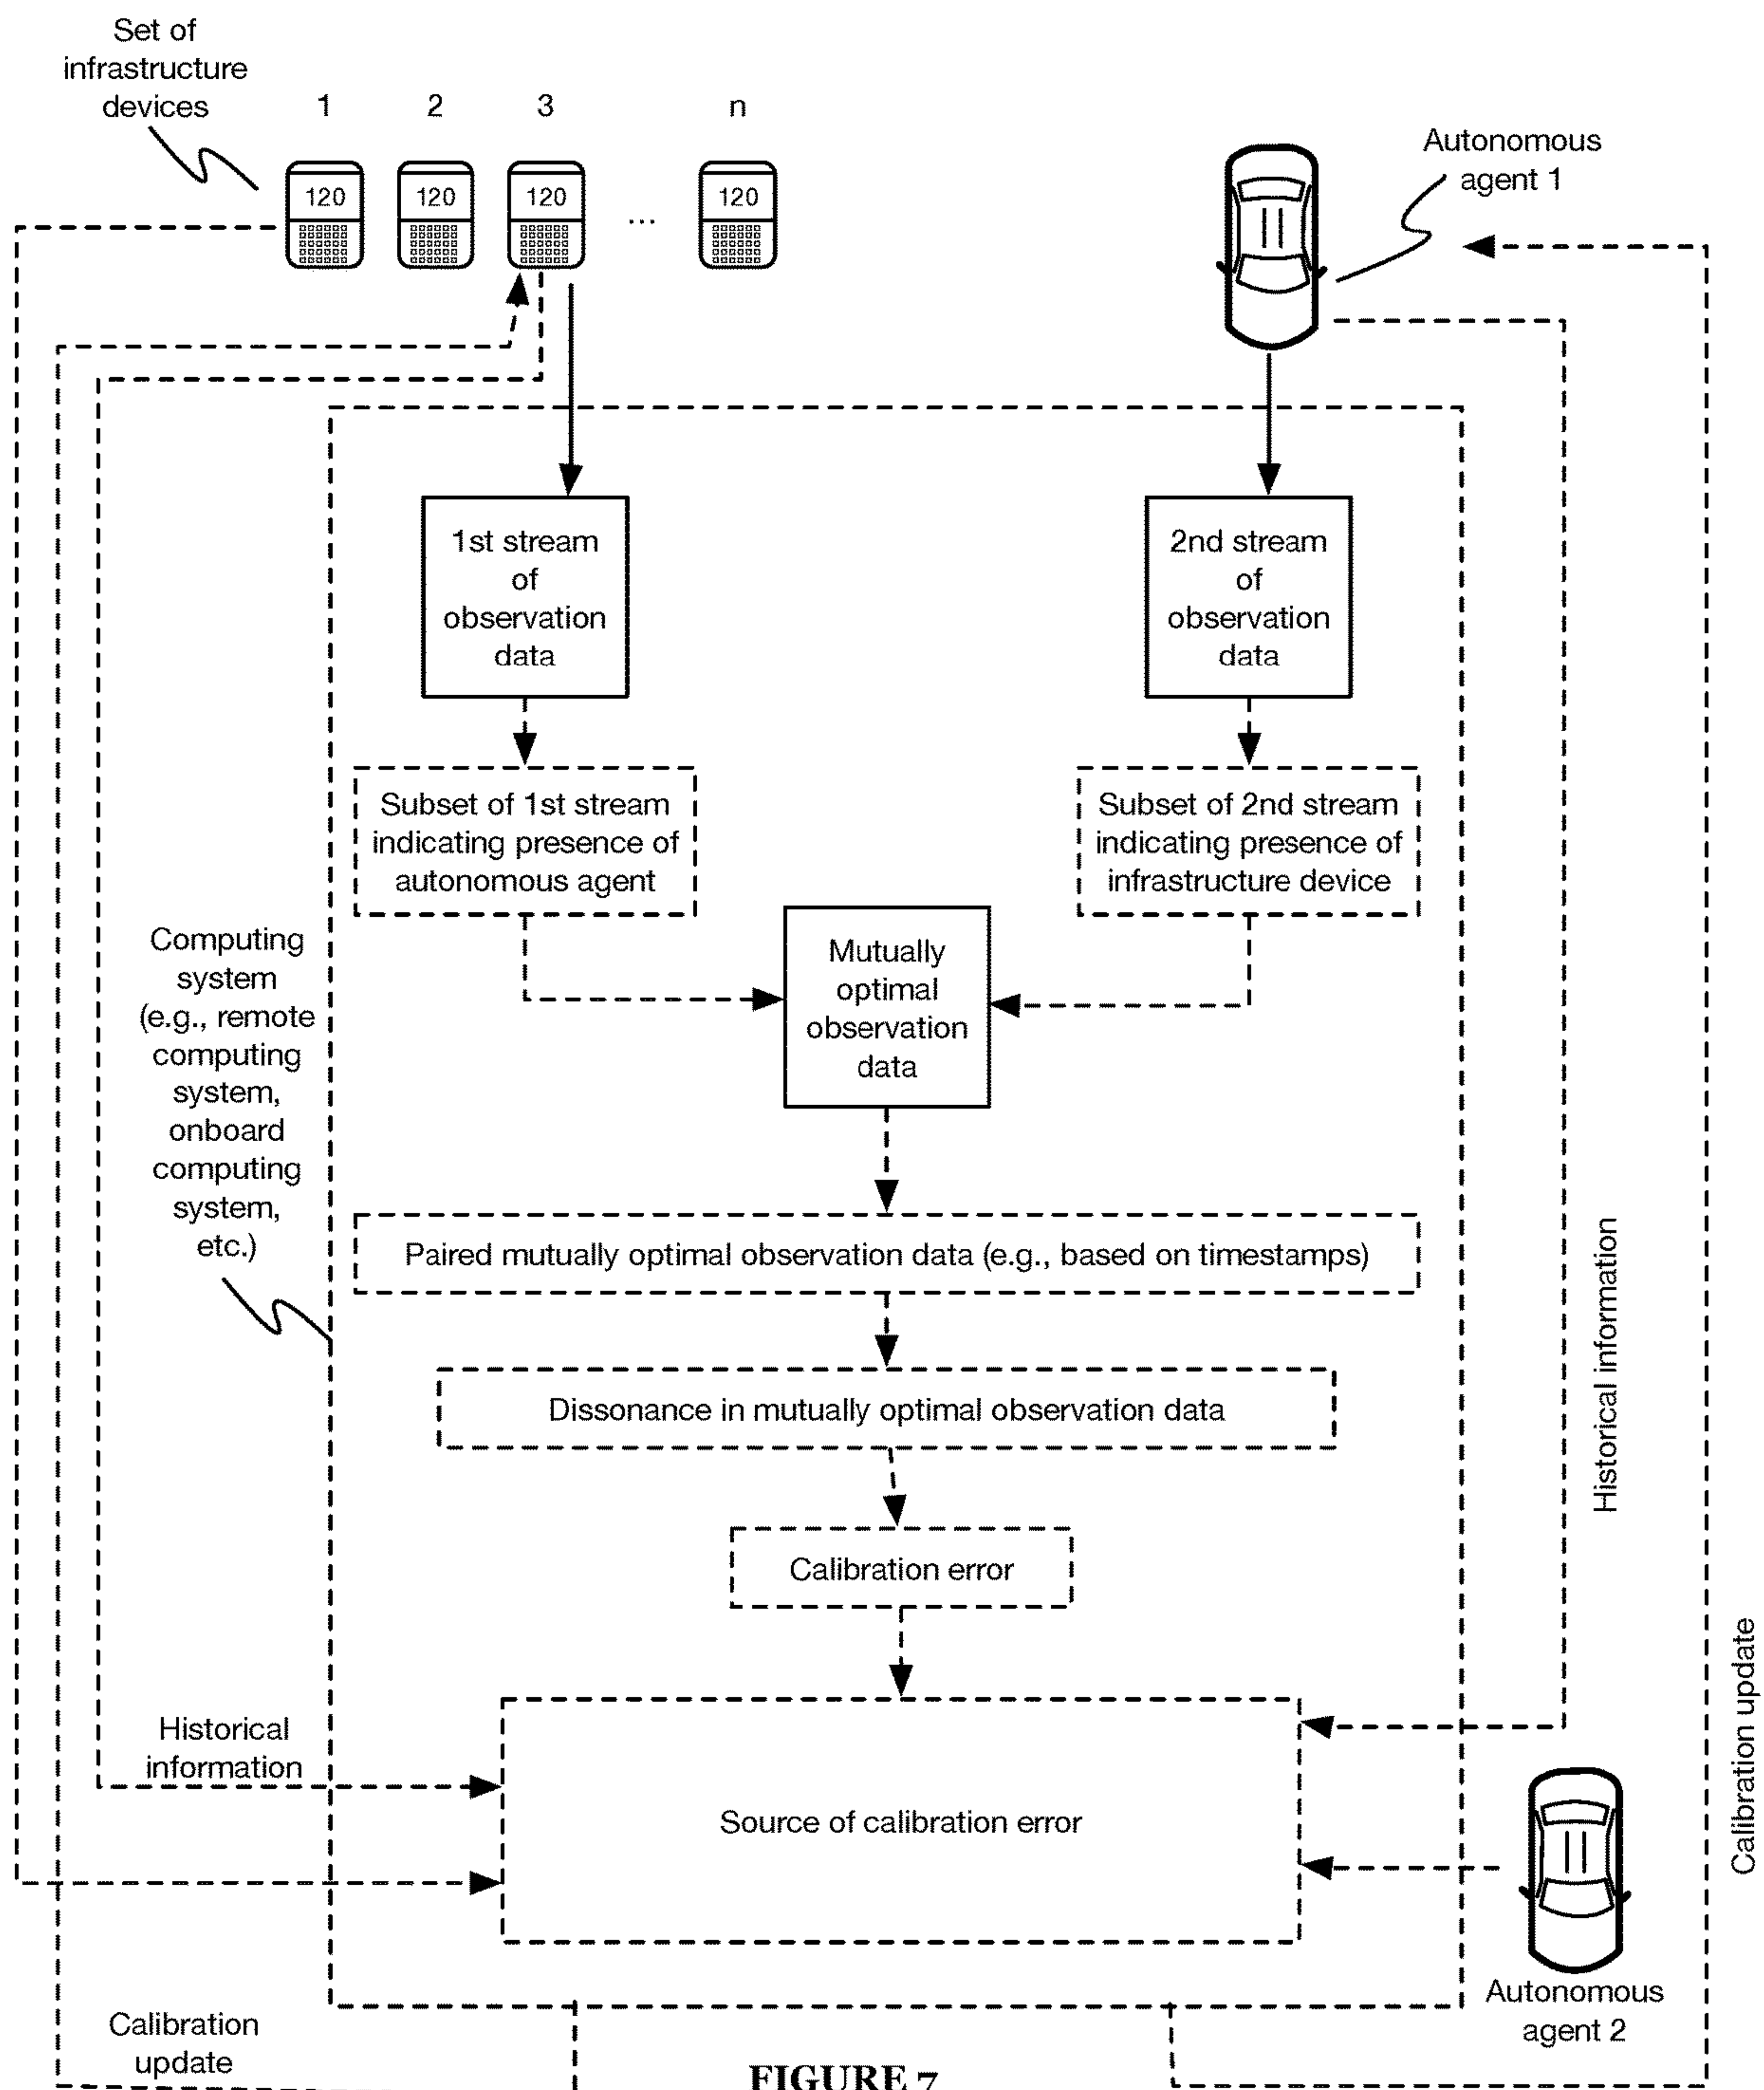 Set of
infrastructure
devices
1 2 3 n
120 120 120 ... 120
Autonomous
agent 1
1st stream
of
observation
data
2nd stream
of
observation
data
Subset of 1st stream
indicating presence of
autonomous agent
Subset of 2nd stream
indicating presence of
infrastructure device
Mutually
optimal
observation
data
Computing
system
(e.g., remote
computing
system,
onboard
computing
system,
etc.)
Paired mutually optimal observation data (e.g., based on timestamps)
Dissonance in mutually optimal observation data
Calibration error
Historical information
Calibration update
Historical
information
Source of calibration error
Autonomous
agent 2
Calibration
update
FIGURE 7